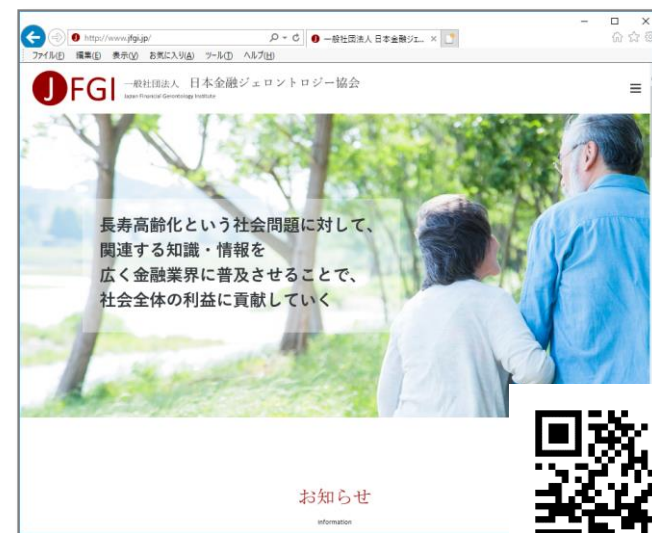 http://www.jfgi.jp/
一般社団法人 日本金融ジェ...
ファイル(F) 編集(E) 表示(V) お気に入り(A) ツール(T) ヘルプ(H)
JFGI 一般社団法人 日本金融ジェロントロジー協会
Japan Financial Gerontology Institute
長寿高齢化という社会問題に対して、
関連する知識・情報を
広く金融業界に普及させることで、
社会全体の利益に貢献していく
お知らせ
information